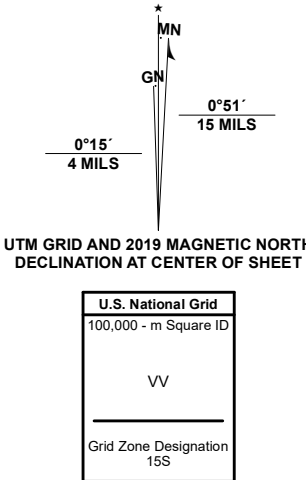 MN
GN
0°51´
15 MILS
0°15´
4 MILS
UTM GRID AND 2019 MAGNETIC NORTH
DECLINATION AT CENTER OF SHEET
U.S. National Grid
100,000 - m Square ID
VV
Grid Zone Designation
15S